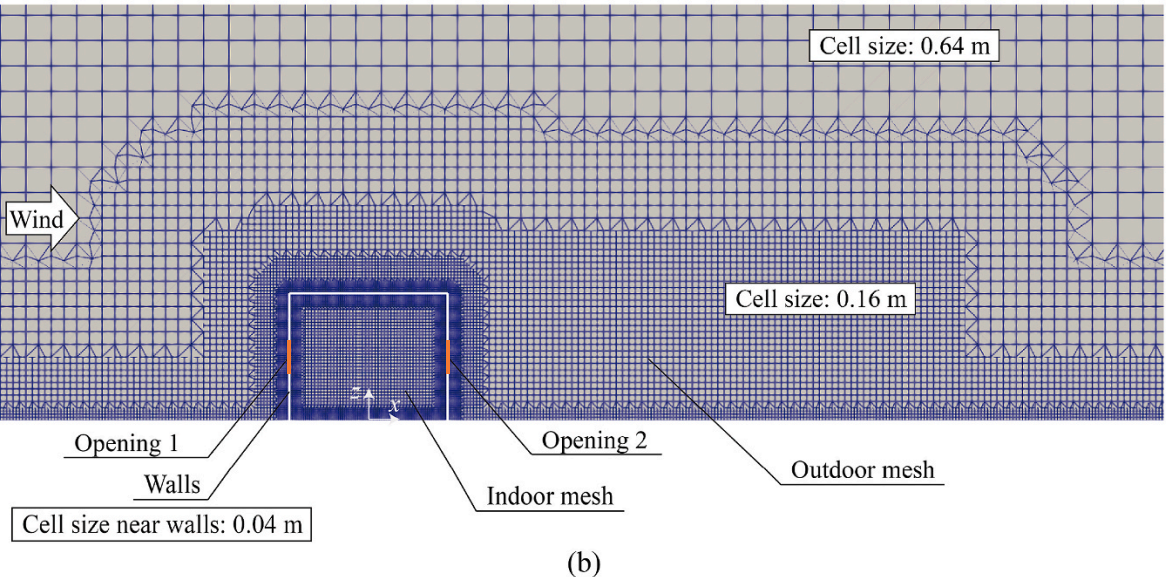 Cell size: 0.64 m
Wind
Cell size: 0.16 m
z
x
Opening 1
Opening 2
Walls
Indoor mesh
Outdoor mesh
Cell size near walls: 0.04 m
(b)